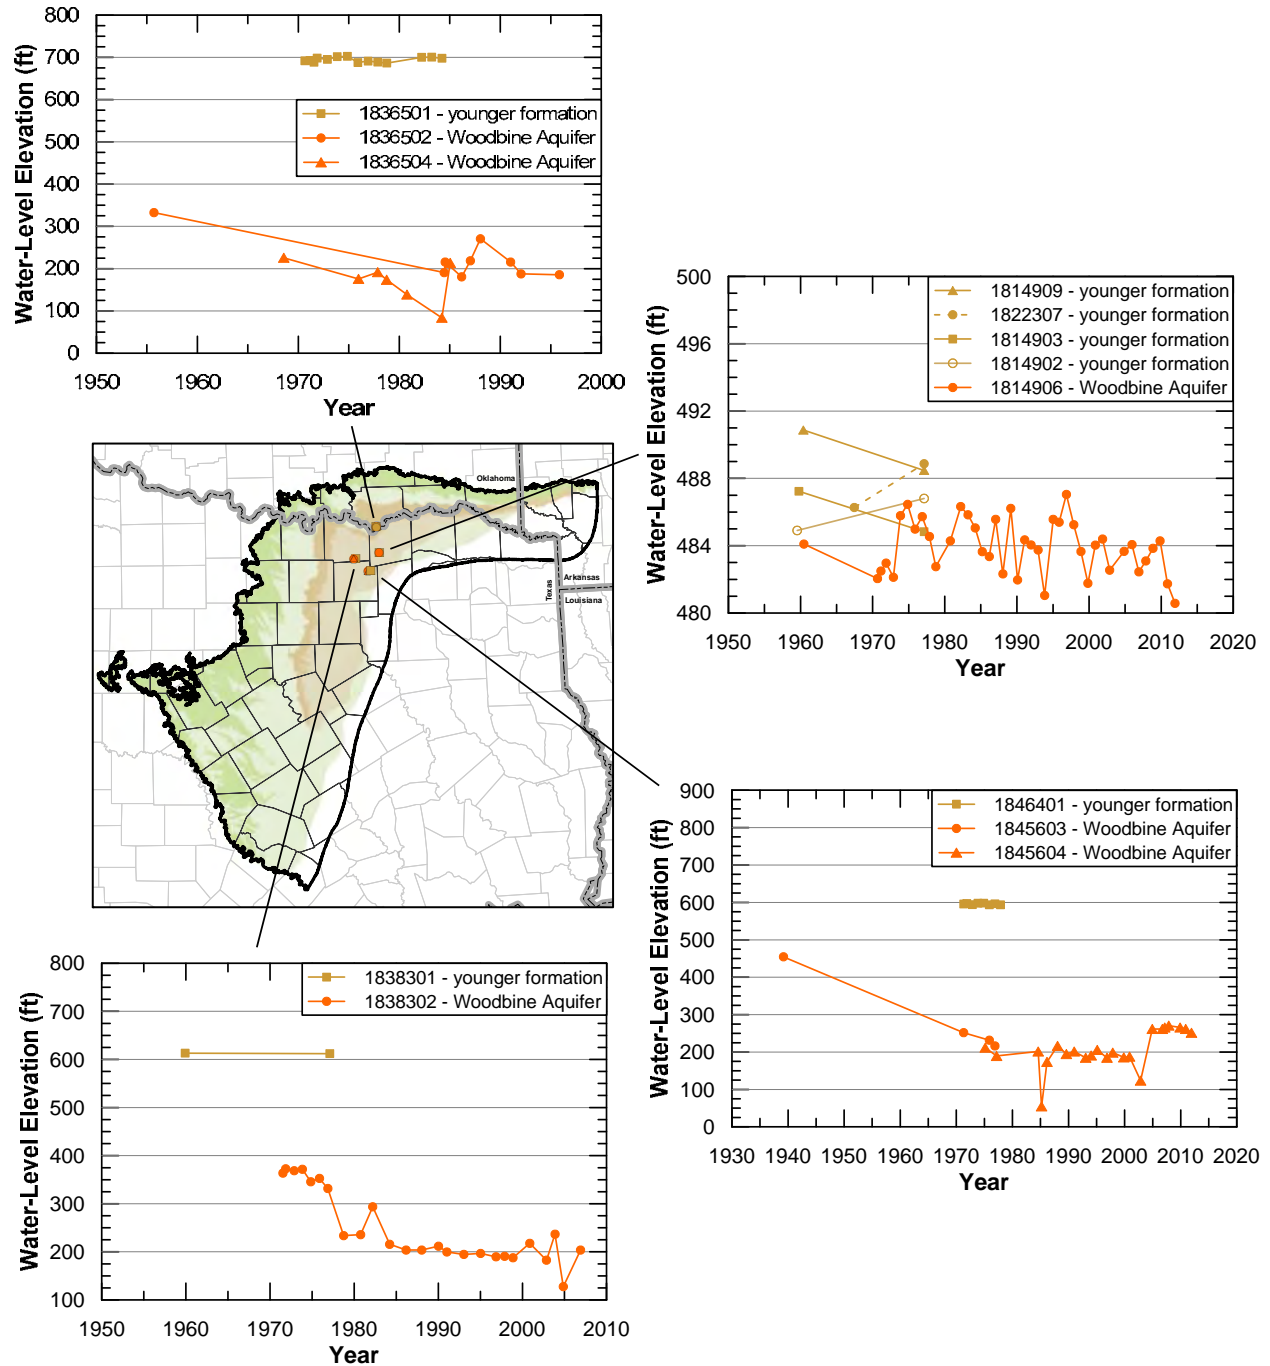 800
700
600
500
400
300
200
100
0
Water-Level Elevation (ft)
1836501 - younger formation
1836502 - Woodbine Aquifer
1836504 - Woodbine Aquifer
1950 1960 1970 1980 1990 2000
Year
500
496
492
488
484
480
Water-Level Elevation (ft)
1814909 - younger formation
1822307 - younger formation
1814903 - younger formation
1814902 - younger formation
1814906 - Woodbine Aquifer
1950 1960 1970 1980 1990 2000 2010 2020
Year
Oklahoma
Texas
Arkansas
Louisiana
900
800
700
600
500
400
300
200
100
0
Water-Level Elevation (ft)
1846401 - younger formation
1845603 - Woodbine Aquifer
1845604 - Woodbine Aquifer
1930 1940 1950 1960 1970 1980 1990 2000 2010 2020
Year
800
700
600
500
400
300
200
100
Water-Level Elevation (ft)
1838301 - younger formation
1838302 - Woodbine Aquifer
1950 1960 1970 1980 1990 2000 2010
Year